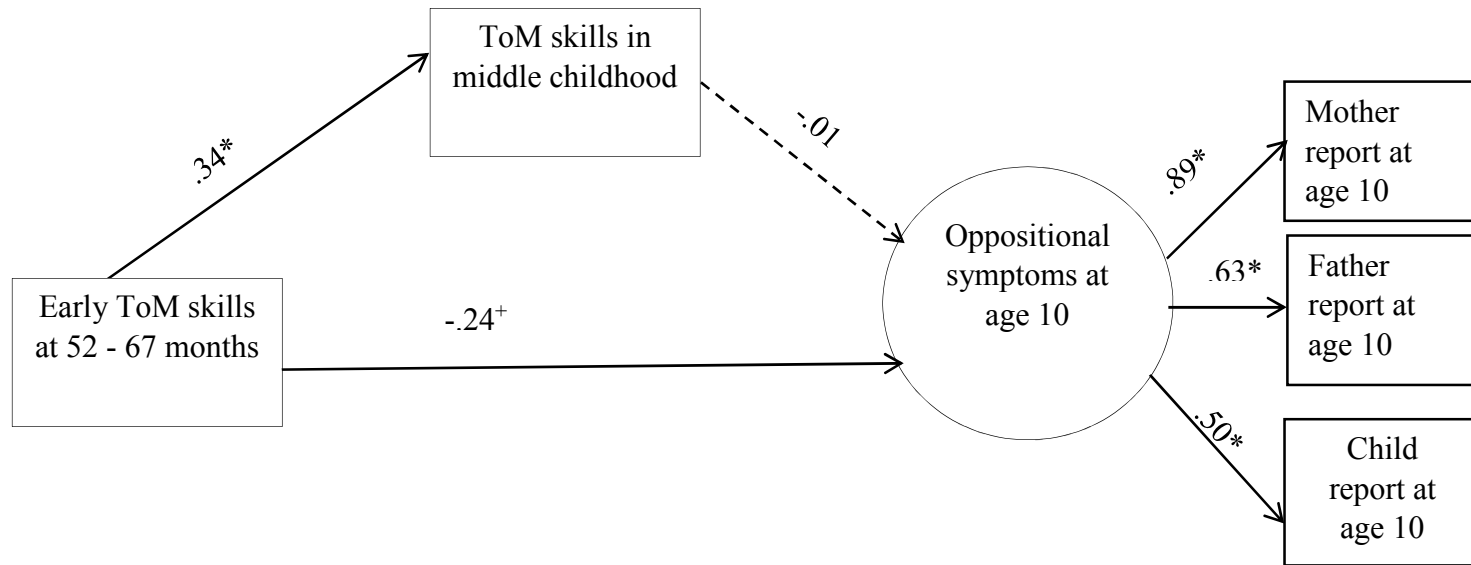 ToM skills in
middle childhood
.34*
-.01
Early ToM skills
at 52 - 67 months
-.24+
Oppositional
symptoms at
age 10
.89*
.63*
.50*
Mother
report at
age 10
Father
report at
age 10
Child
report at
age 10